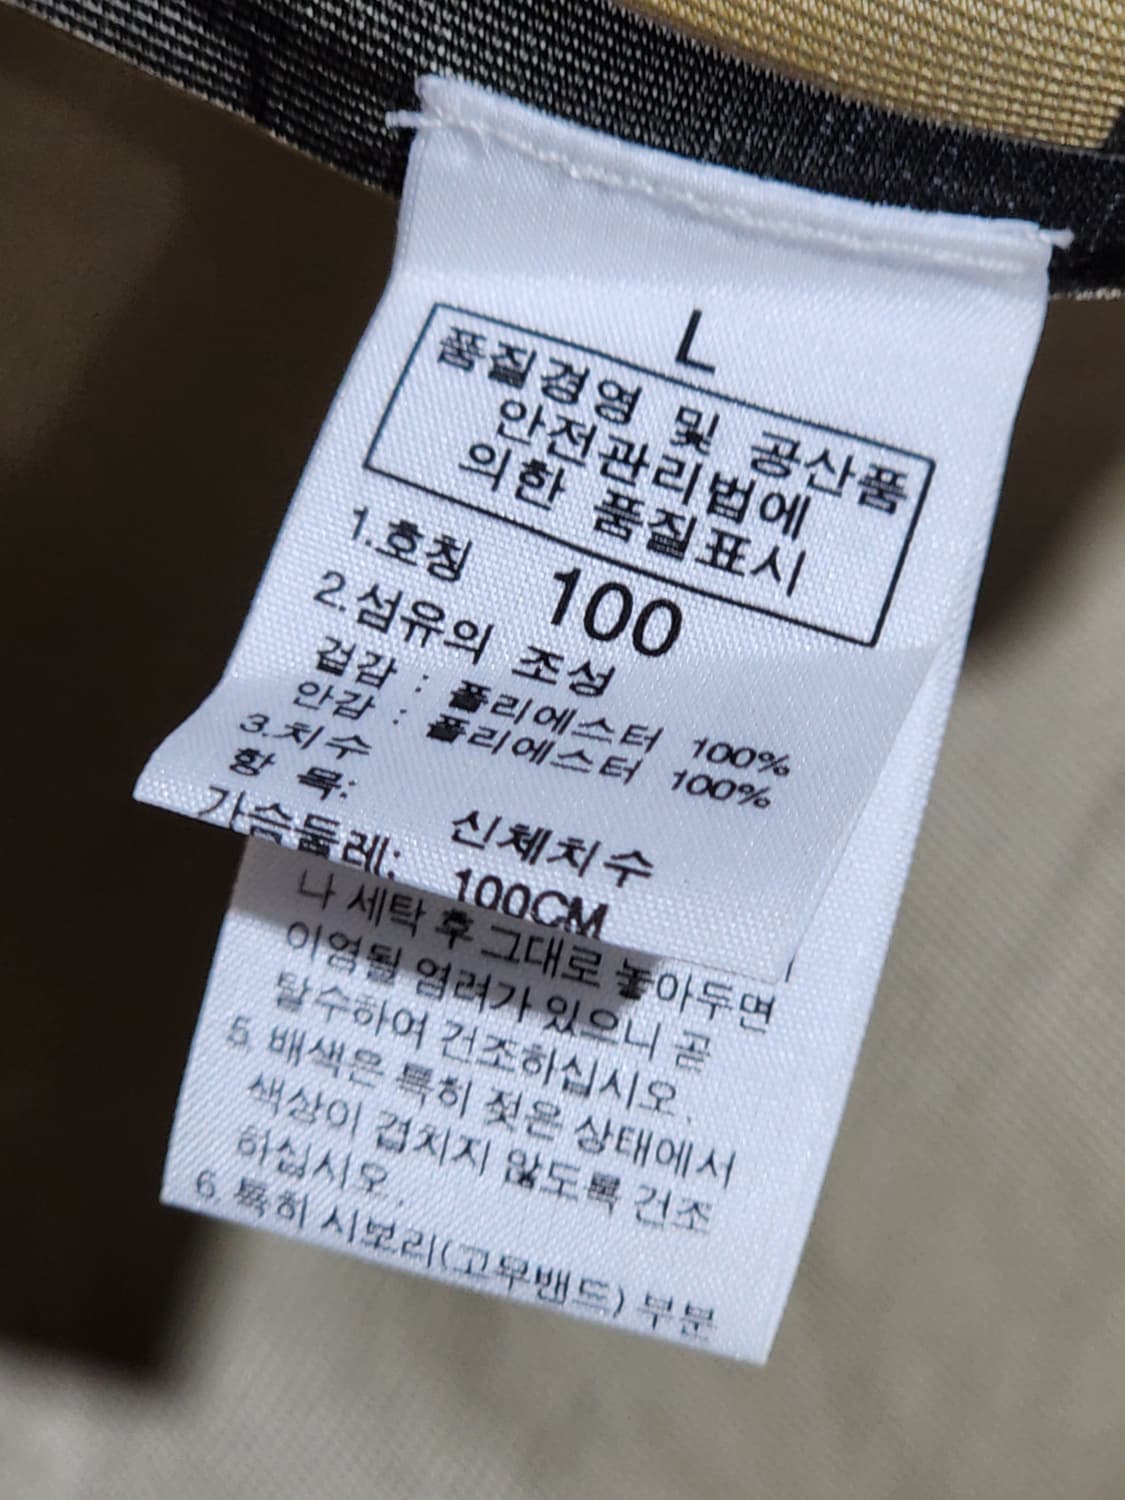 L
품질경영 및 공산품
안전관리법에
의한 품질표시
1.호칭 100
2.섬유의 조성
겉감 : 폴리에스터 100%
안감 : 폴리에스터 100%
3.치수
항 목:
신체치수
가슴둘레: 100CM
나 세탁 후 그대로 놓아두면
이염될 염려가 있으니 곧
탈수하여 건조하십시오.
5. 배색은 특히 젖은 상태에서
색상이 겹치지 않도록 건조
하십시오.
6. 특히 시보리(고무밴드) 부분